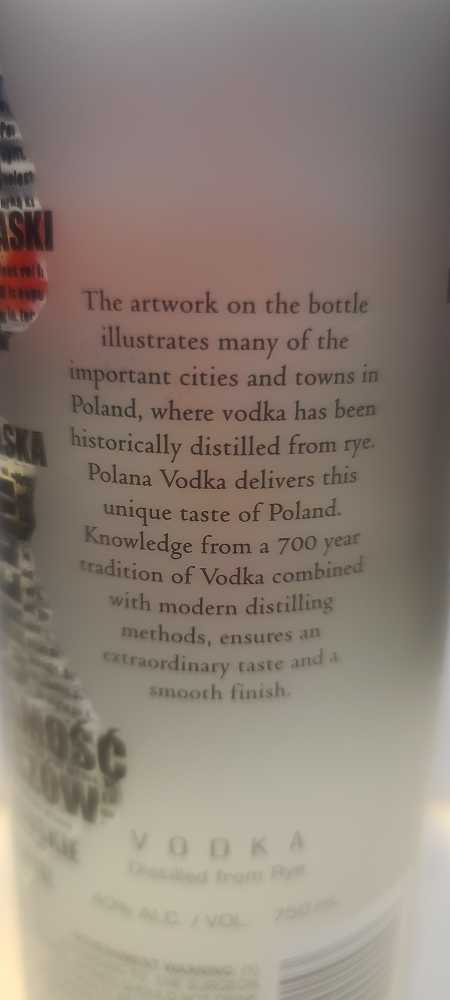 ASKI
The artwork on the bottle
illustrates many of the
important cities and towns in
Poland, where vodka has been
historically distilled from rye.
Polana Vodka delivers this
unique taste of Poland.
Knowledge from a 700 year
tradition of Vodka combined
with modern distilling
methods, ensures an
extraordinary taste and a
smooth finish.
SKA
MOŚĆ
VODKA
Distilled from Rye
40% ALC. / VOL. 750 mL